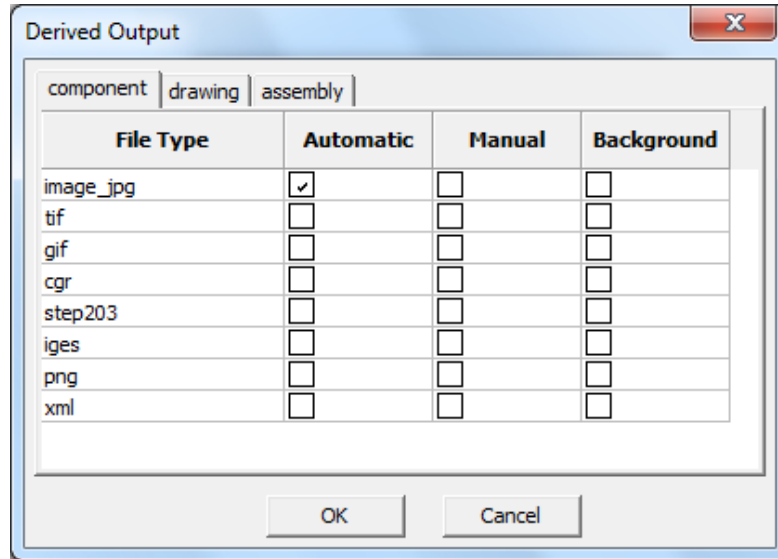 Derived Output
component drawing assembly
File Type Automatic Manual Background
image_jpg
tif
gif
cgr
step203
iges
png
xml
OK Cancel